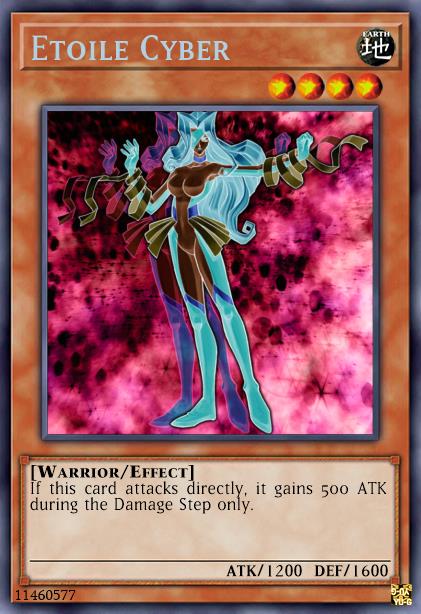 Etoile Cyber
EARTH
地
[Warrior/Effect]
If this card attacks directly, it gains 500 ATK
during the Damage Step only.
ATK/1200 DEF/1600
11460577